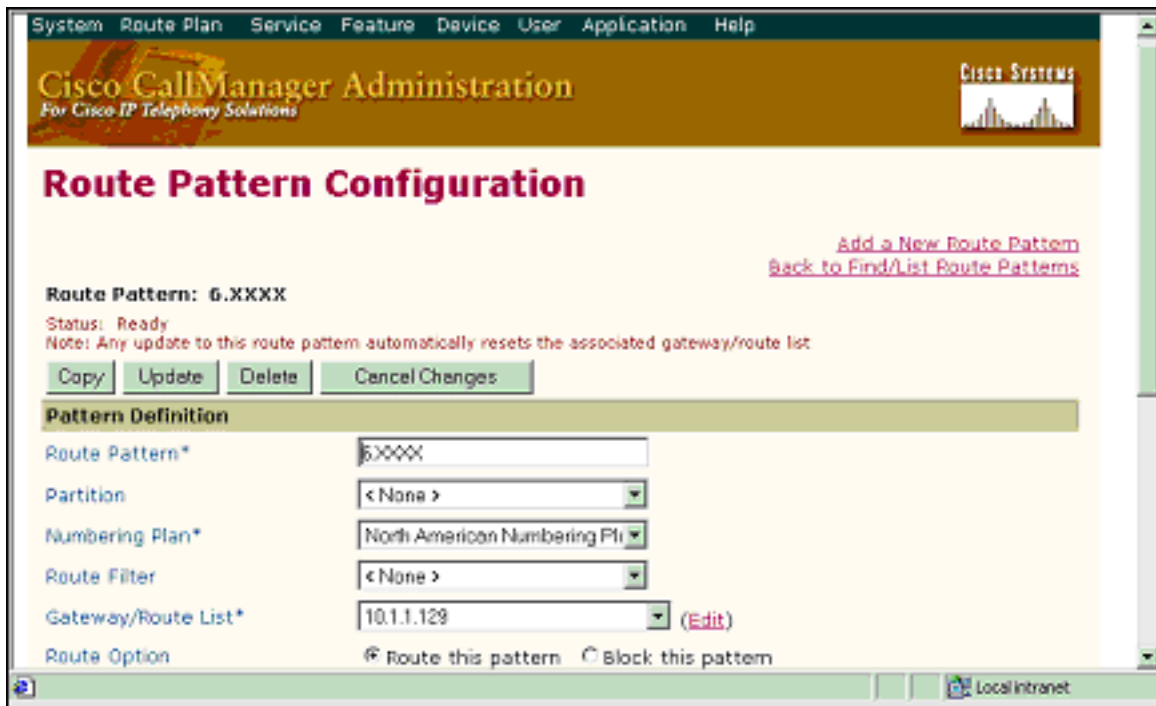 System Route Plan Service Feature Device User Application Help
Cisco CallManager Administration
For Cisco IP Telephony Solutions
Cisco Systems
Route Pattern Configuration
Add a New Route Pattern
Back to Find/List Route Patterns
Route Pattern: 6.XXXX
Status: Ready
Note: Any update to this route pattern automatically resets the associated gateway/route list
Copy Update Delete Cancel Changes
Pattern Definition
Route Pattern* 6.XXXX
Partition < None >
Numbering Plan* North American Numbering Pl
Route Filter < None >
Gateway/Route List* 10.1.1.129 (Edit)
Route Option Route this pattern Block this pattern
Local intranet